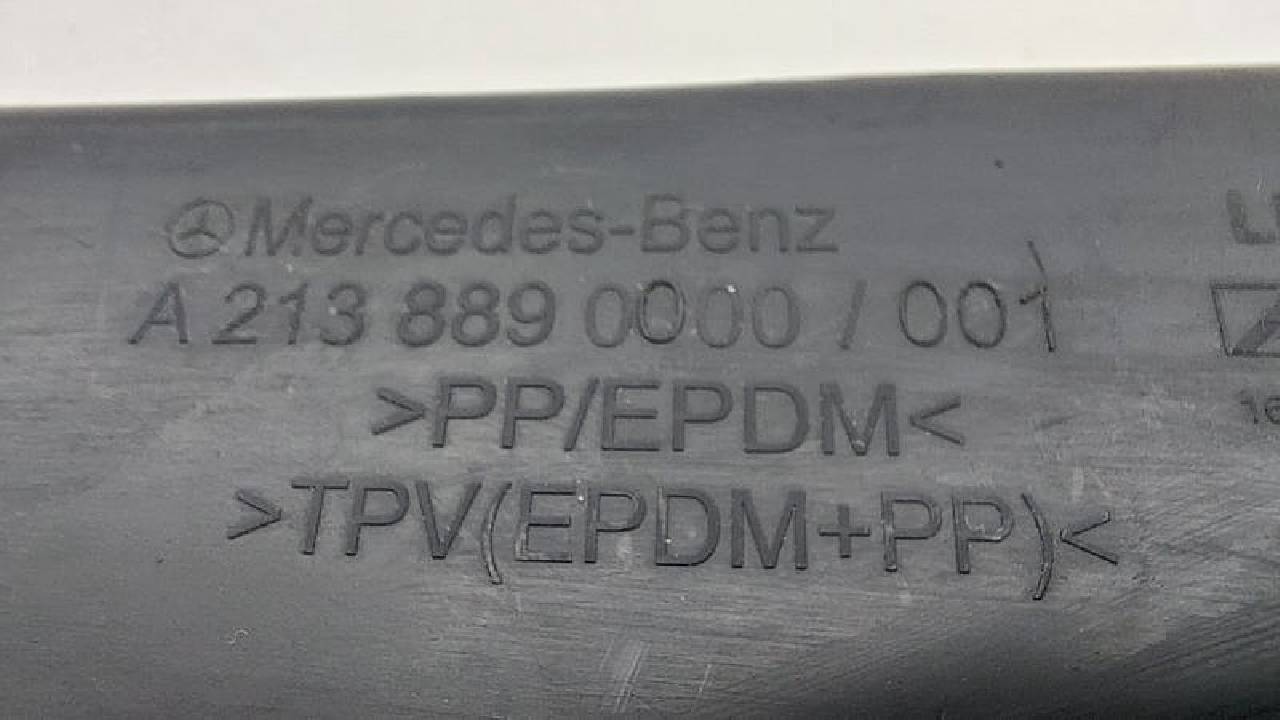 Mercedes-Benz
A 213 889 0000 / 001
>PP/EPDM<
>TPV(EPDM+PP)<